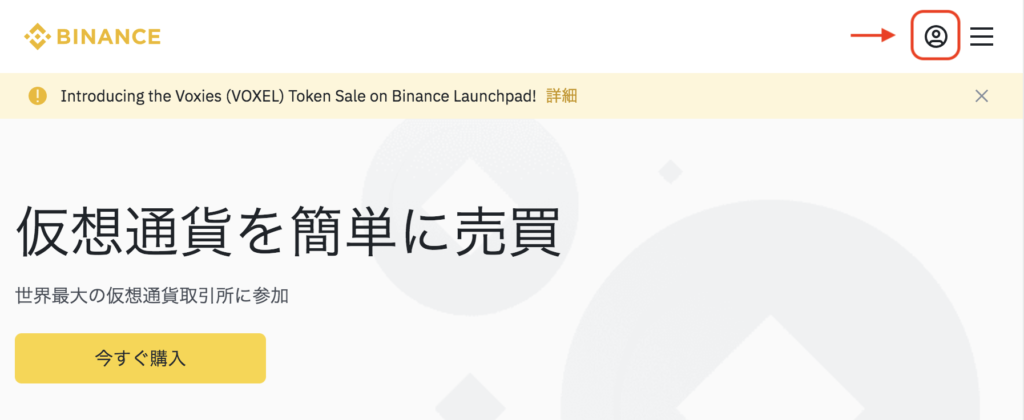 BINANCE
Introducing the Voxies (VOXEL) Token Sale on Binance Launchpad! 詳細
仮想通貨を簡単に売買
世界最大の仮想通貨取引所に参加
今すぐ購入